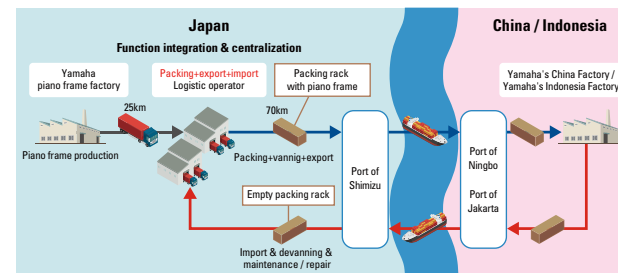 Japan
China / Indonesia
Function integration & centralization
Yamaha
piano frame factory
Packing+export+import
Logistic operator
Packing rack
with piano frame
Yamaha's China Factory /
Yamaha's Indonesia Factory
25km
70km
Piano frame production
Packing+vannig+export
Port of
Shimizu
Port of
Ningbo
Port of
Jakarta
Empty packing rack
Import & devanning &
maintenance / repair